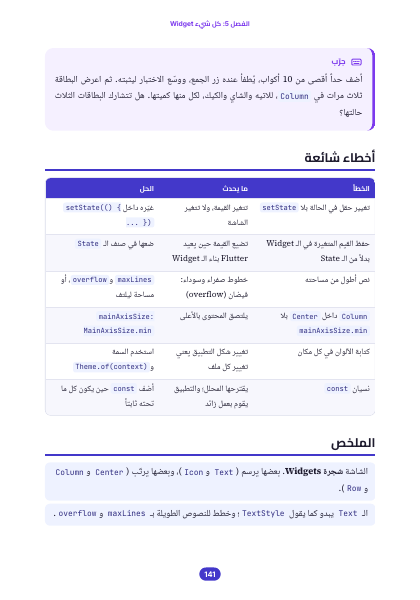 الفصل 5: كل شيء Widget
جرّب
أضف حداً أقصى من 10 أكواب، يُطفأ عنده زر الجمع، ووسّع الاختبار ليثبته. ثم اعرض البطاقة
ثلاث مرات في Column ، للاتيه والشاي والكيك، لكل منها كميتها. هل تتشارك البطاقات الثلاث
حالتها؟
أخطاء شائعة
الخطأ ما يحدث الحل
تغيير حقل في الحالة بلا setState تتغير القيمة، ولا تتغير غيّره داخل setState(() {
الشاشة ... })
حفظ القيم المتغيرة في الـ Widget تضيع القيمة حين يعيد ضعها في صنف الـ State
بدلاً من الـ State Flutter بناء الـ Widget
نص أطول من مساحته خطوط صفراء وسوداء: maxLines و overflow ، أو
فيضان (overflow) مساحة ليلتف
Column داخل Center بلا يلتصق المحتوى بالأعلى mainAxisSize:
mainAxisSize.min MainAxisSize.min
كتابة الألوان في كل مكان تغيير شكل التطبيق يعني استخدم السمة
تغيير كل ملف و Theme.of(context)
نسيان const يقترحها المحلل؛ والتطبيق أضف const حين يكون كل ما
يقوم بعمل زائد تحته ثابتاً
الملخص
الشاشة شجرة Widgets. بعضها يرسم ( Text و Icon )، وبعضها يرتّب ( Center و Column
و Row ).
الـ Text يبدو كما يقول TextStyle ؛ وخطط للنصوص الطويلة بـ maxLines و overflow .
141